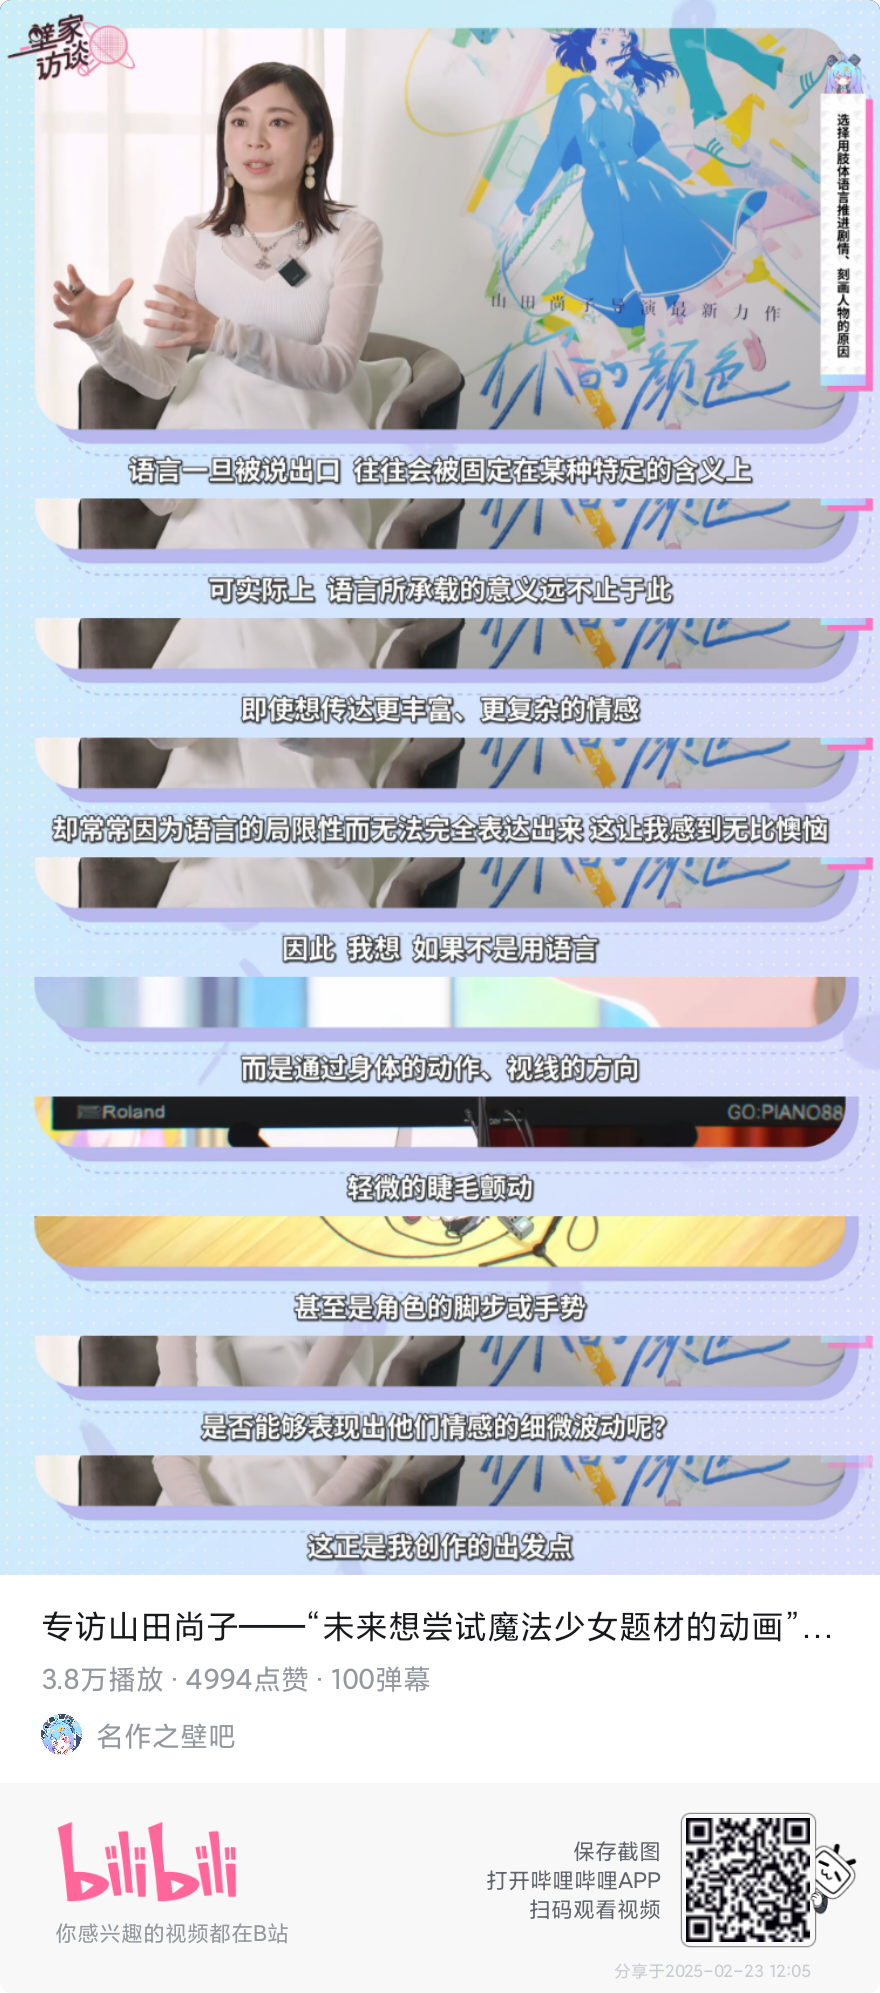 壁家
访谈
选择用肢体语言推进剧情、刻画人物的原因
山田尚子导演最新力作
的颜色
语言一旦被说出口 往往会被固定在某种特定的含义上
可实际上 语言所承载的意义远不止于此
即使想传达更丰富、更复杂的情感
却常常因为语言的局限性而无法完全表达出来 这让我感到无比懊恼
因此 我想 如果不是用语言
而是通过身体的动作、视线的方向
Roland
GO:PIANO88
轻微的睫毛颤动
甚至是角色的脚步或手势
是否能够表现出他们情感的细微波动呢?
这正是我创作的出发点
专访山田尚子——“未来想尝试魔法少女题材的动画”...
3.8万播放 · 4994点赞 · 100弹幕
名作之壁吧
bilibili
你感兴趣的视频都在B站
保存截图
打开哔哩哔哩APP
扫码观看视频
分享于2025-02-23 12:05